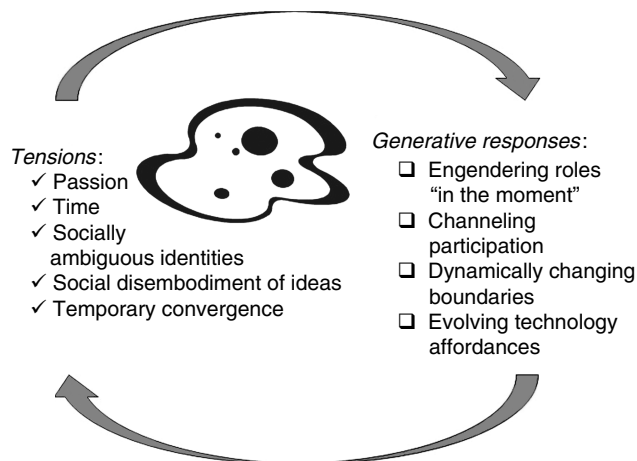 Tensions:
✓ Passion
✓ Time
✓ Socially
ambiguous identities
✓ Social disembodiment of ideas
✓ Temporary convergence
Generative responses:
❑ Engendering roles
“in the moment”
❑ Channeling
participation
❑ Dynamically changing
boundaries
❑ Evolving technology
affordances